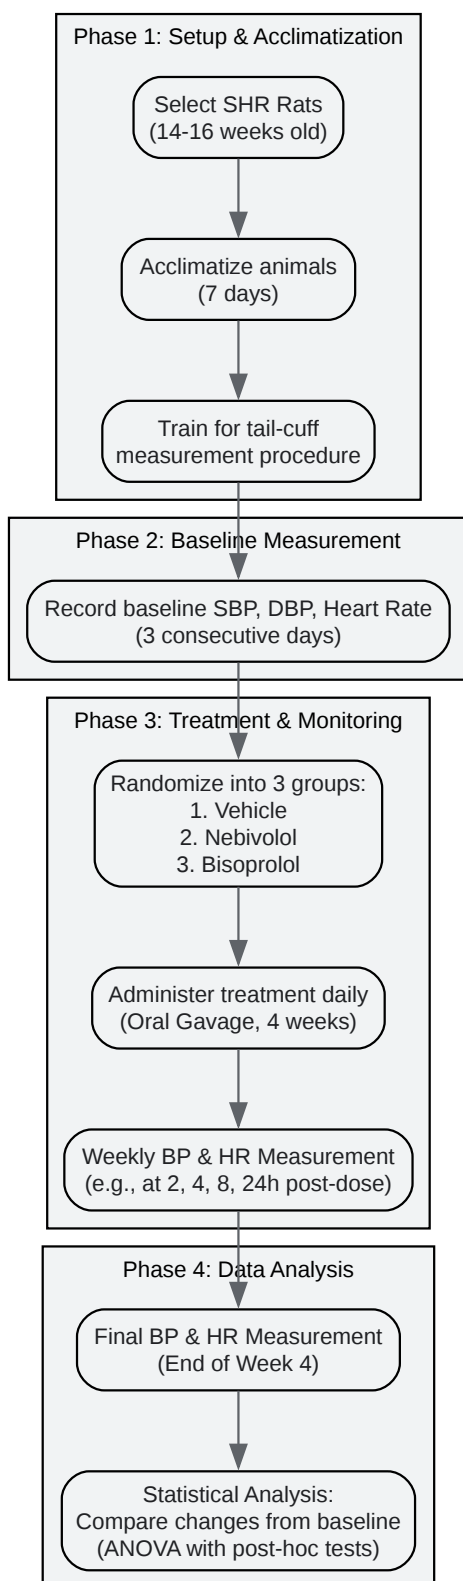 Phase 1: Setup & Acclimatization
Select SHR Rats
(14-16 weeks old)
Acclimatize animals
(7 days)
Train for tail-cuff
measurement procedure
Phase 2: Baseline Measurement
Record baseline SBP, DBP, Heart Rate
(3 consecutive days)
Phase 3: Treatment & Monitoring
Randomize into 3 groups:
1. Vehicle
2. Nebivolol
3. Bisoprolol
Administer treatment daily
(Oral Gavage, 4 weeks)
Weekly BP & HR Measurement
(e.g., at 2, 4, 8, 24h post-dose)
Phase 4: Data Analysis
Final BP & HR Measurement
(End of Week 4)
Statistical Analysis:
Compare changes from baseline
(ANOVA with post-hoc tests)